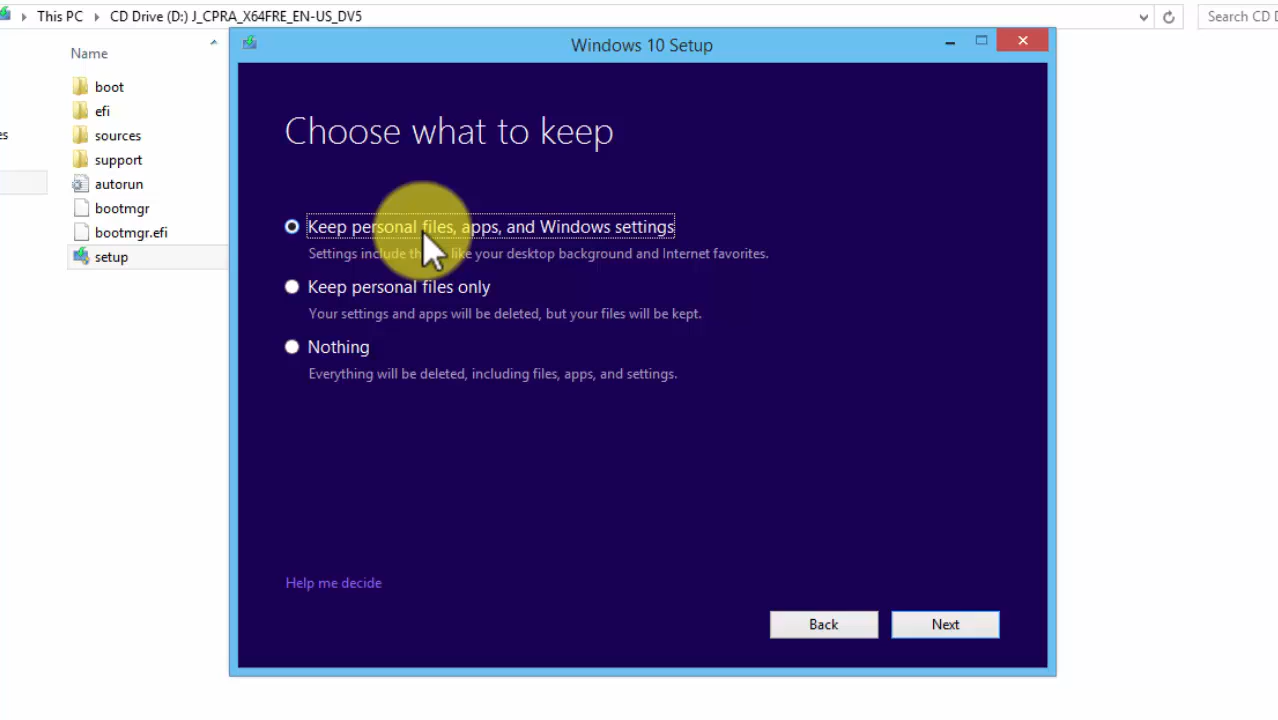 This PC ▸ CD Drive (D:) J_CPRA_X64FRE_EN-US_DV5
Search CD
Name
boot
efi
sources
support
autorun
bootmgr
bootmgr.efi
setup
Windows 10 Setup
Choose what to keep
Keep personal files, apps, and Windows settings
Settings include like your desktop background and Internet favorites.
Keep personal files only
Your settings and apps will be deleted, but your files will be kept.
Nothing
Everything will be deleted, including files, apps, and settings.
Help me decide
Back
Next